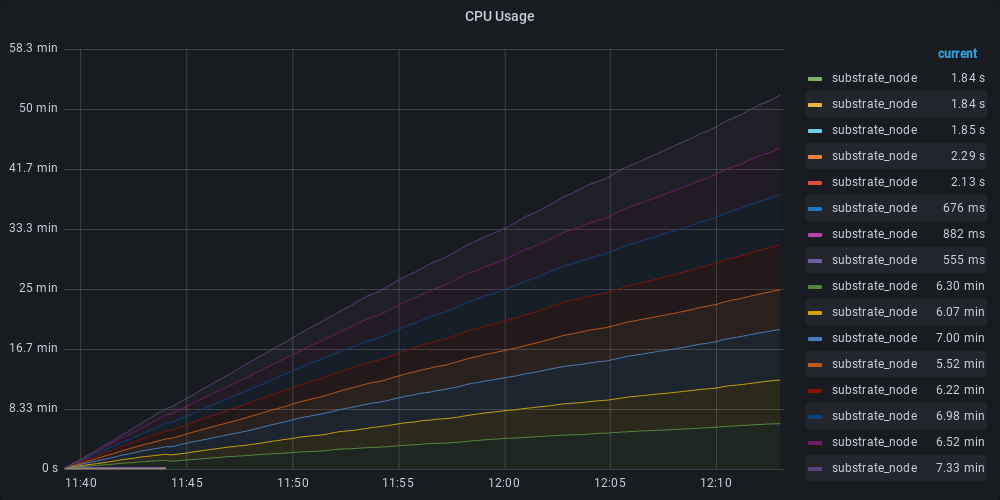 CPU Usage
58.3 min
50 min
41.7 min
33.3 min
25 min
16.7 min
8.33 min
0 s
11:40 11:45 11:50 11:55 12:00 12:05 12:10
current
substrate_node 1.84 s
substrate_node 1.84 s
substrate_node 1.85 s
substrate_node 2.29 s
substrate_node 2.13 s
substrate_node 676 ms
substrate_node 882 ms
substrate_node 555 ms
substrate_node 6.30 min
substrate_node 6.07 min
substrate_node 7.00 min
substrate_node 5.52 min
substrate_node 6.22 min
substrate_node 6.98 min
substrate_node 6.52 min
substrate_node 7.33 min